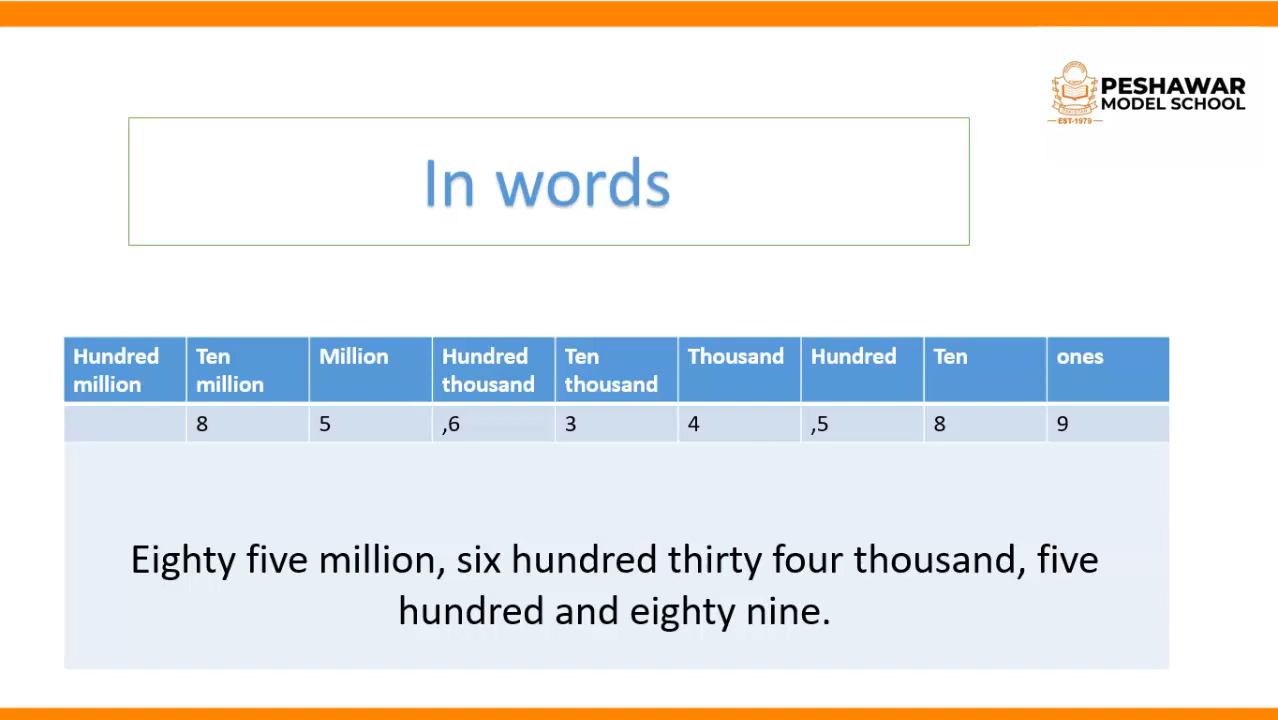 PESHAWAR
MODEL SCHOOL
EST-1979
In words
Hundred million Ten million Million Hundred thousand Ten thousand Thousand Hundred Ten ones
8 5 ,6 3 4 ,5 8 9
Eighty five million, six hundred thirty four thousand, five
hundred and eighty nine.